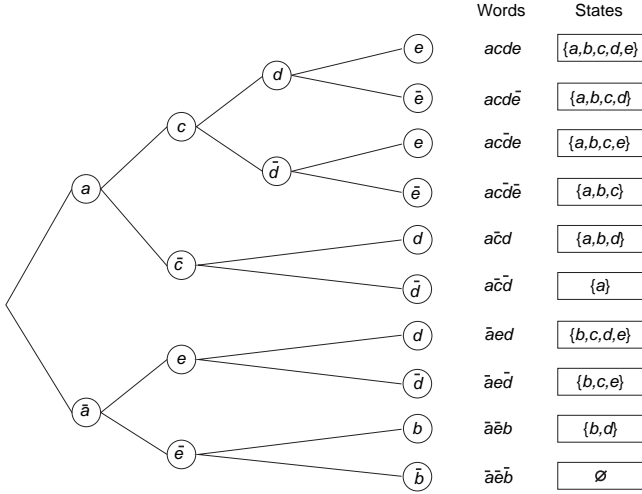 Words States
e acde {a,b,c,d,e}
d
ē acdē {a,b,c,d}
c
e acd̄e {a,b,c,e}
d̄
a
ē acd̄ē {a,b,c}
d ac̄d {a,b,d}
c̄
d̄ ac̄d̄ {a}
d āed {b,c,d,e}
e
d̄ āed̄ {b,c,e}
ā
b āēb {b,d}
ē
b̄ āēb̄ ∅